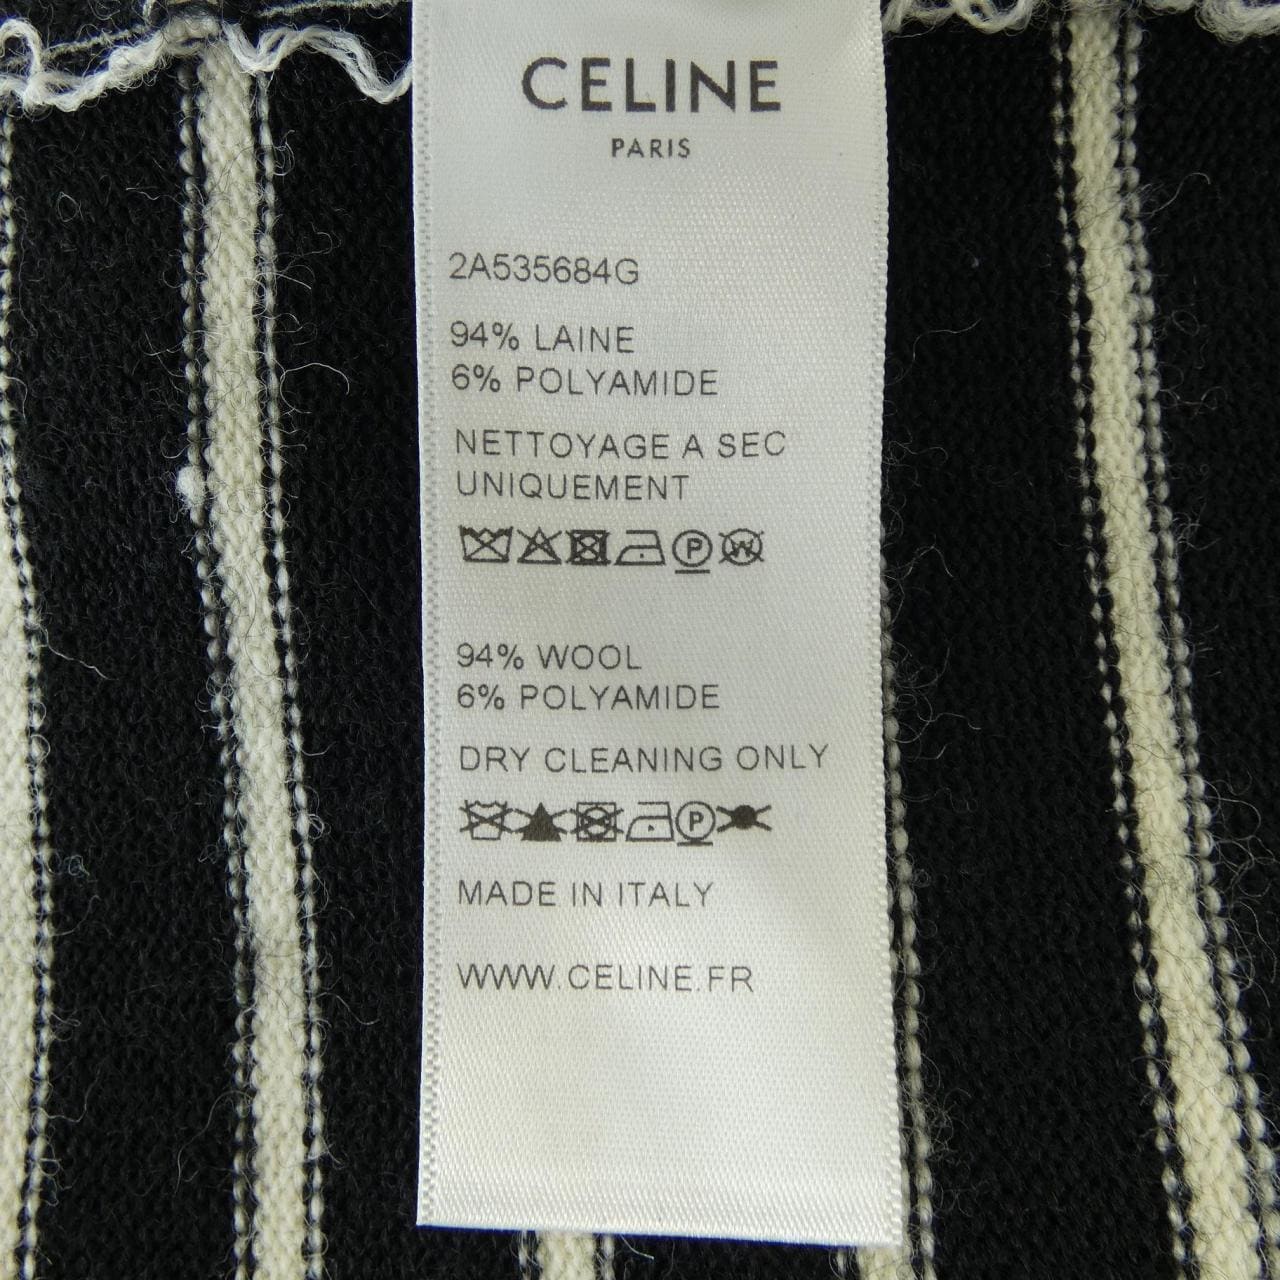 CELINE
PARIS
2A535684G
94% LAINE
6% POLYAMIDE
NETTOYAGE A SEC
UNIQUEMENT
P W
94% WOOL
6% POLYAMIDE
DRY CLEANING ONLY
P
MADE IN ITALY
WWW.CELINE.FR